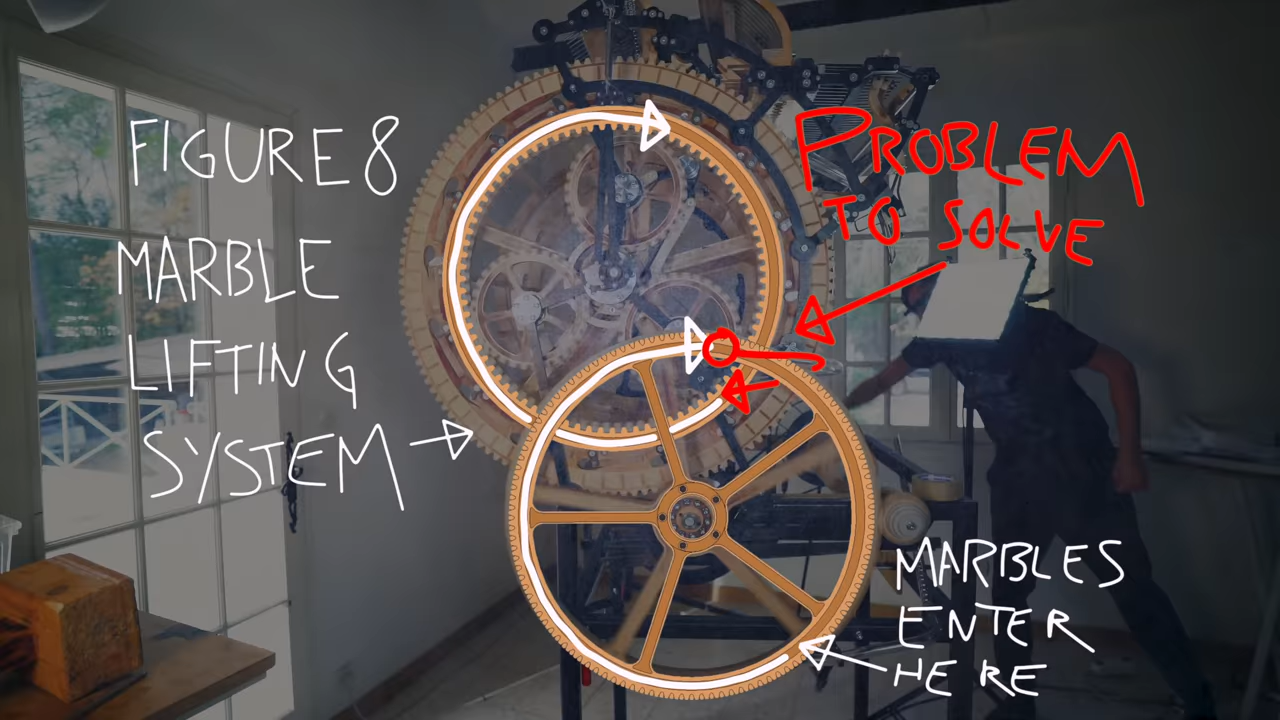 FIGURE 8
MARBLE
LIFTING
SYSTEM
PROBLEM
TO SOLVE
MARBLES
ENTER
HERE